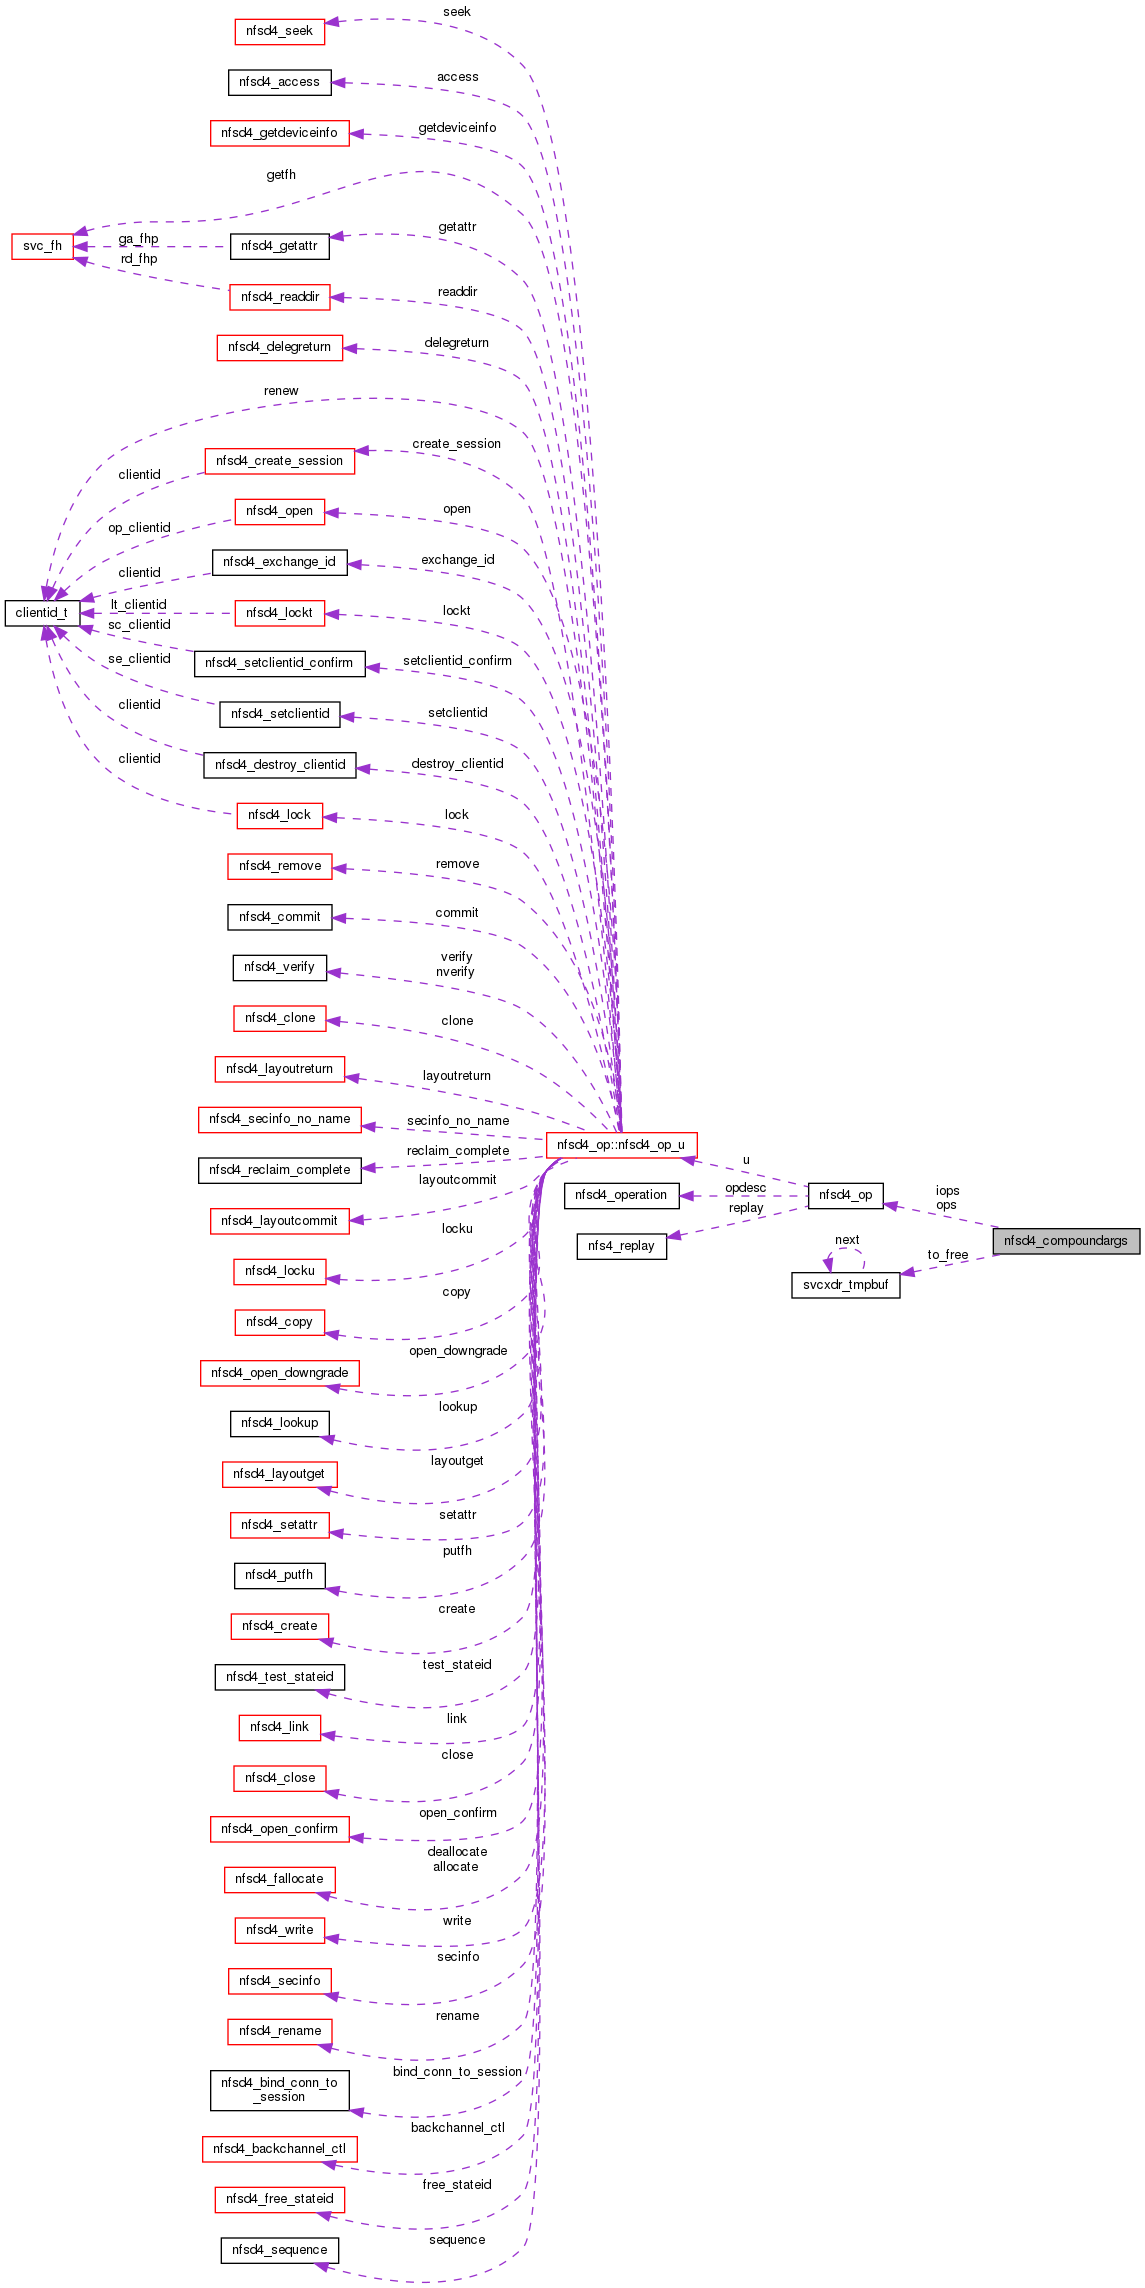 seek
nfsd4_seek
access
nfsd4_access
getdeviceinfo
nfsd4_getdeviceinfo
getfh
getattr
svc_fh
ga_fhp
nfsd4_getattr
rd_fhp
readdir
nfsd4_readdir
delegreturn
nfsd4_delegreturn
renew
create_session
nfsd4_create_session
clientid
open
nfsd4_open
op_clientid
exchange_id
nfsd4_exchange_id
clientid
lockt
clientid_t
lt_clientid
nfsd4_lockt
sc_clientid
setclientid_confirm
nfsd4_setclientid_confirm
se_clientid
setclientid
nfsd4_setclientid
clientid
destroy_clientid
nfsd4_destroy_clientid
clientid
lock
nfsd4_lock
remove
nfsd4_remove
commit
nfsd4_commit
verify
nverify
nfsd4_verify
clone
nfsd4_clone
layoutreturn
nfsd4_layoutreturn
secinfo_no_name
nfsd4_secinfo_no_name
nfsd4_op::nfsd4_op_u
reclaim_complete
nfsd4_reclaim_complete
u
layoutcommit
nfsd4_layoutcommit
nfsd4_operation
opdesc
nfsd4_op
iops
ops
replay
locku
nfsd4_locku
nfs4_replay
next
nfsd4_compoundargs
to_free
svcxdr_tmpbuf
copy
nfsd4_copy
open_downgrade
nfsd4_open_downgrade
lookup
nfsd4_lookup
layoutget
nfsd4_layoutget
setattr
nfsd4_setattr
putfh
nfsd4_putfh
create
nfsd4_create
test_stateid
nfsd4_test_stateid
link
nfsd4_link
close
nfsd4_close
open_confirm
nfsd4_open_confirm
deallocate
allocate
nfsd4_fallocate
write
nfsd4_write
secinfo
nfsd4_secinfo
rename
nfsd4_rename
bind_conn_to_session
nfsd4_bind_conn_to
_session
backchannel_ctl
nfsd4_backchannel_ctl
free_stateid
nfsd4_free_stateid
sequence
nfsd4_sequence